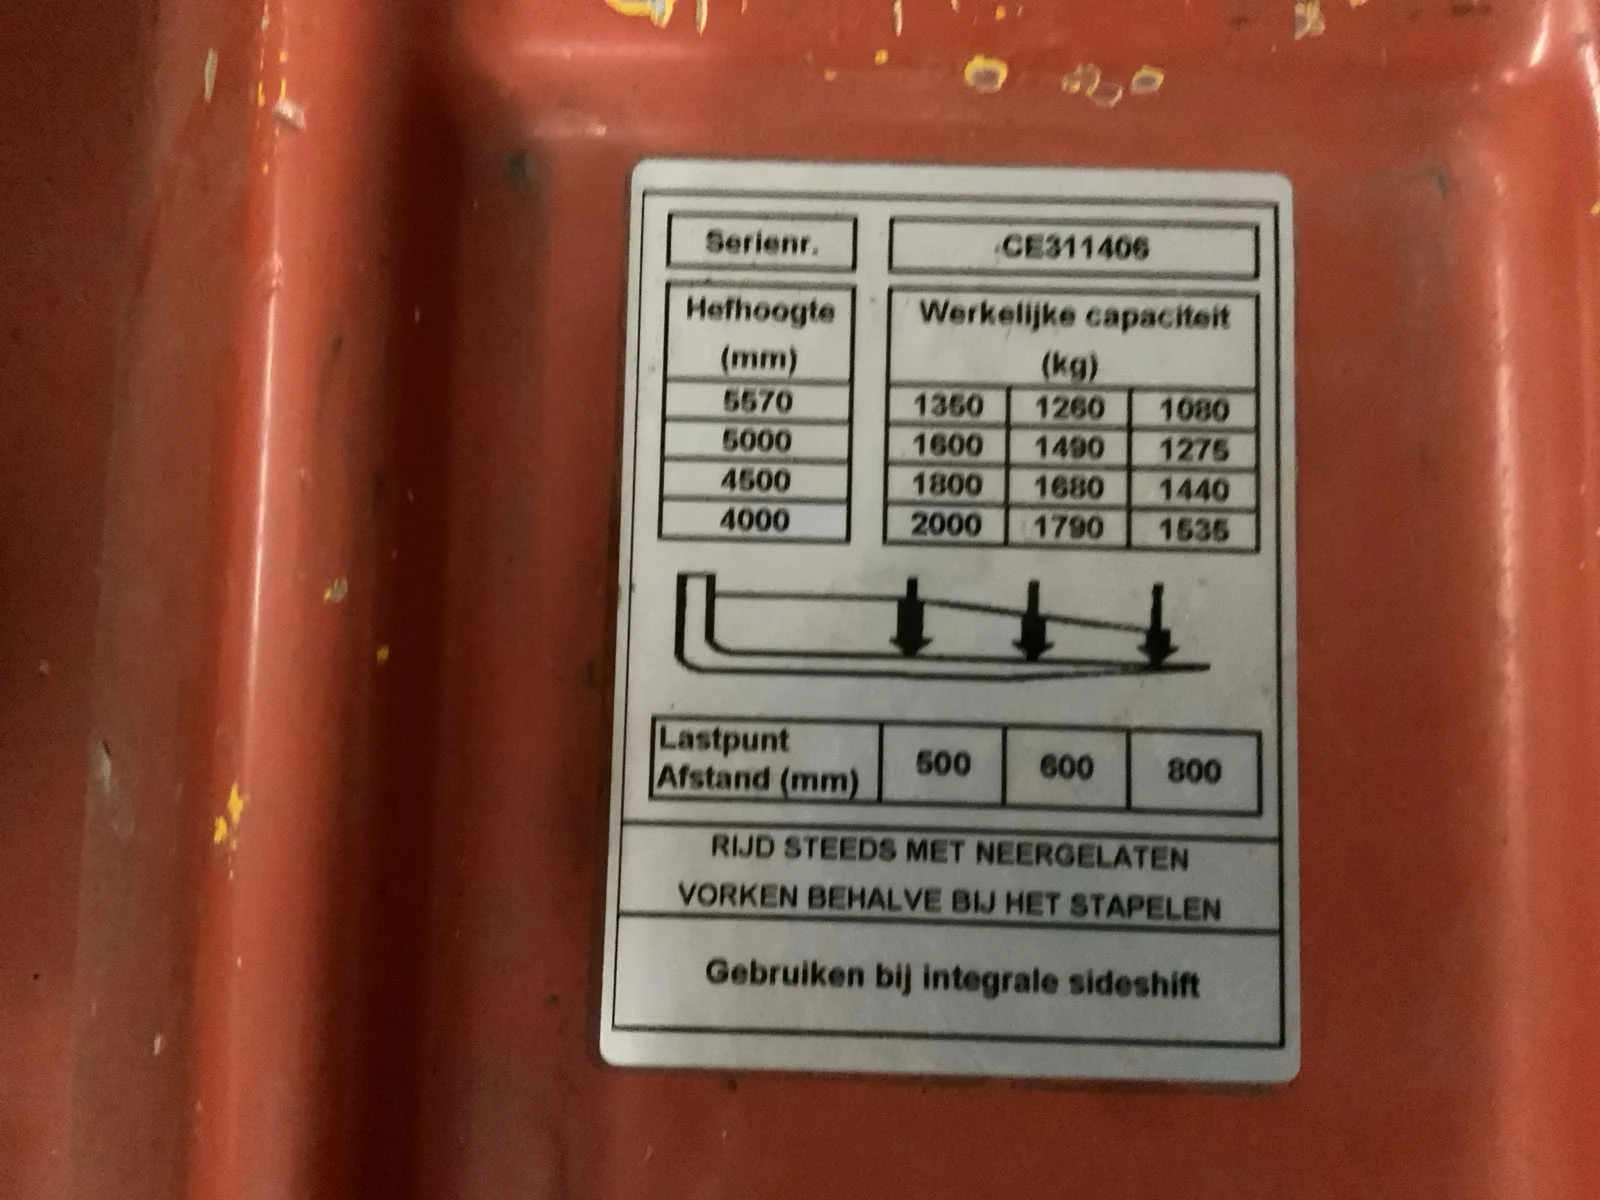 Serienr. CE311406
Hefhoogte Werkelijke capaciteit
(mm) (kg)
5570 1350 1260 1080
5000 1600 1490 1275
4500 1800 1680 1440
4000 2000 1790 1535
Lastpunt
Afstand (mm) 500 600 800
RIJD STEEDS MET NEERGELATEN
VORKEN BEHALVE BIJ HET STAPELEN
Gebruiken bij integrale sideshift